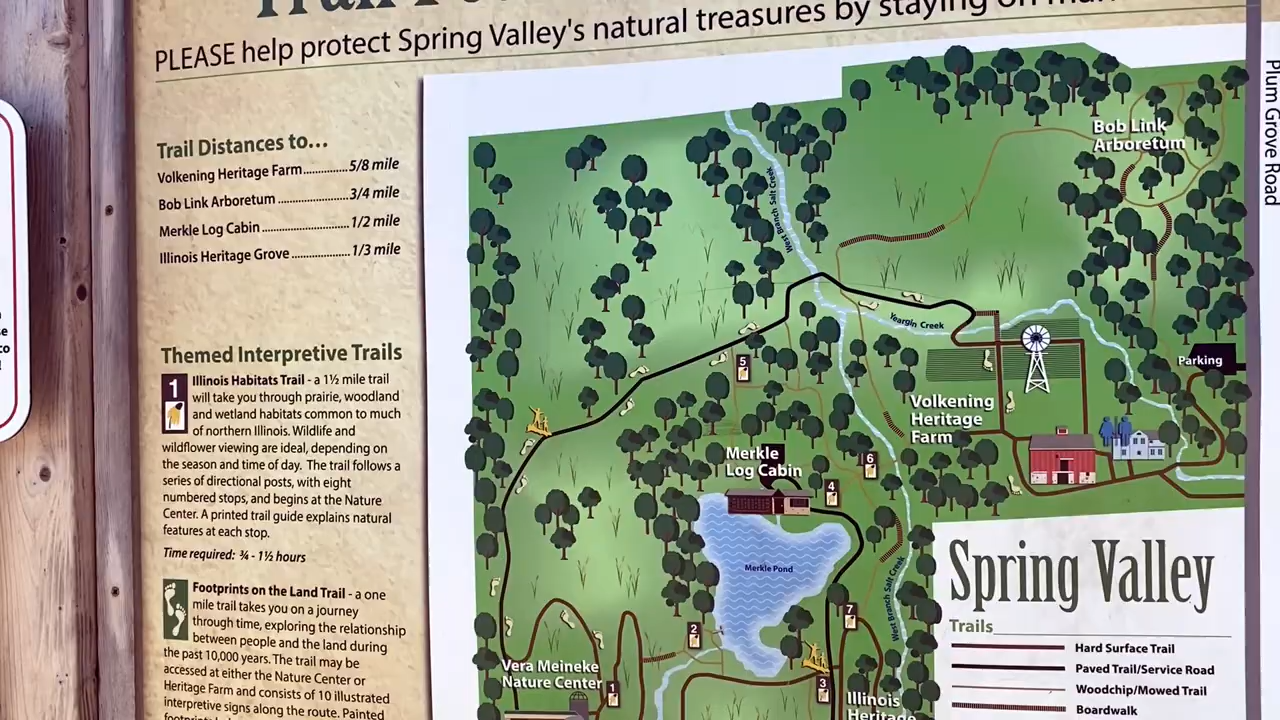 PLEASE help protect Spring Valley's natural treasures by staying on
Trail Distances to...
Volkening Heritage Farm..............5/8 mile
Bob Link Arboretum ......................3/4 mile
Merkle Log Cabin ...........................1/2 mile
Illinois Heritage Grove ..................1/3 mile
Themed Interpretive Trails
1
Illinois Habitats Trail - a 1½ mile trail
will take you through prairie, woodland
and wetland habitats common to much
of northern Illinois. Wildlife and
wildflower viewing are ideal, depending on
the season and time of day. The trail follows a
series of directional posts, with eight
numbered stops, and begins at the Nature
Center. A printed trail guide explains natural
features at each stop.
Time required: ¾ - 1½ hours
Footprints on the Land Trail - a one
mile trail takes you on a journey
through time, exploring the relationship
between people and the land during
the past 10,000 years. The trail may be
accessed at either the Nature Center or
Heritage Farm and consists of 10 illustrated
interpretive signs along the route. Painted
Bob Link
Arboretum
Plum Grove Road
West Branch Salt Creek
Yeargin Creek
Parking
5
Volkening
Heritage
Farm
Merkle
Log Cabin
6
4
Merkle Pond
West Branch Salt Creek
7
2
Vera Meineke
Nature Center
1
3
Illinois
Heritage
Spring Valley
Trails
Hard Surface Trail
Paved Trail/Service Road
Woodchip/Mowed Trail
Boardwalk